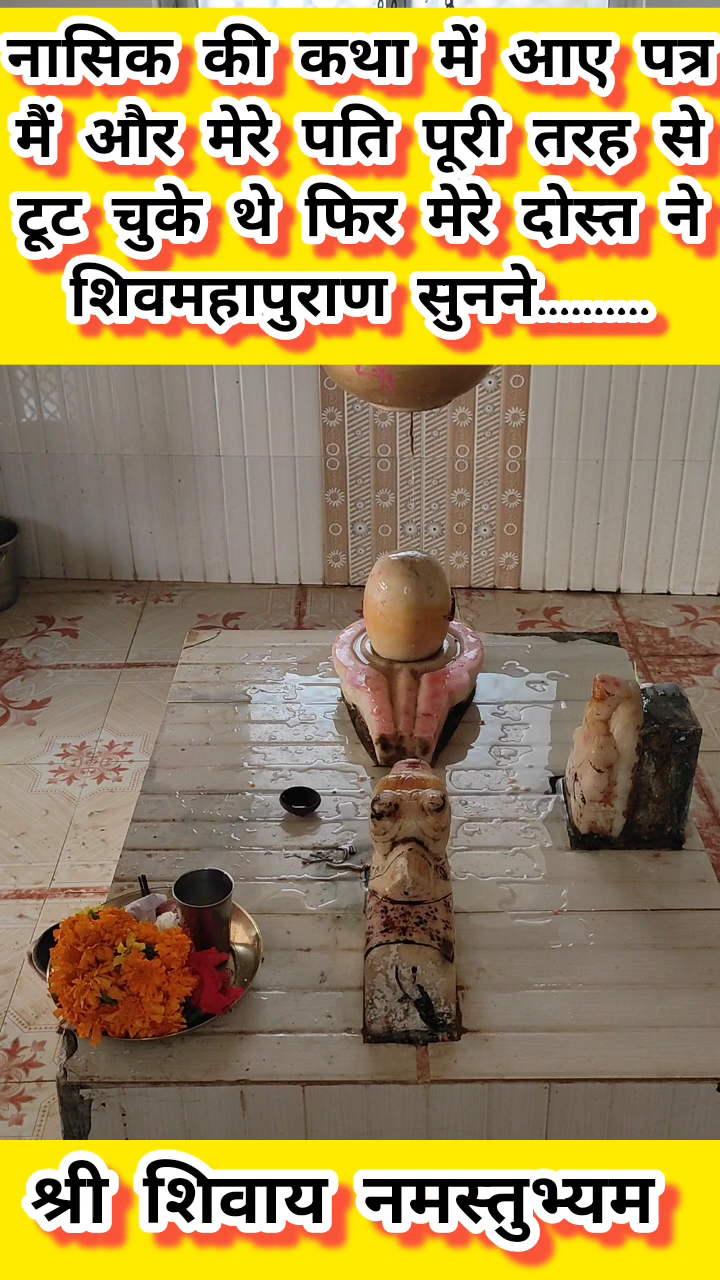 नासिक की कथा में आए पत्र
मैं और मेरे पति पूरी तरह से
टूट चुके थे फिर मेरे दोस्त ने
शिवमहापुराण सुनने..........
श्री शिवाय नमस्तुभ्यम